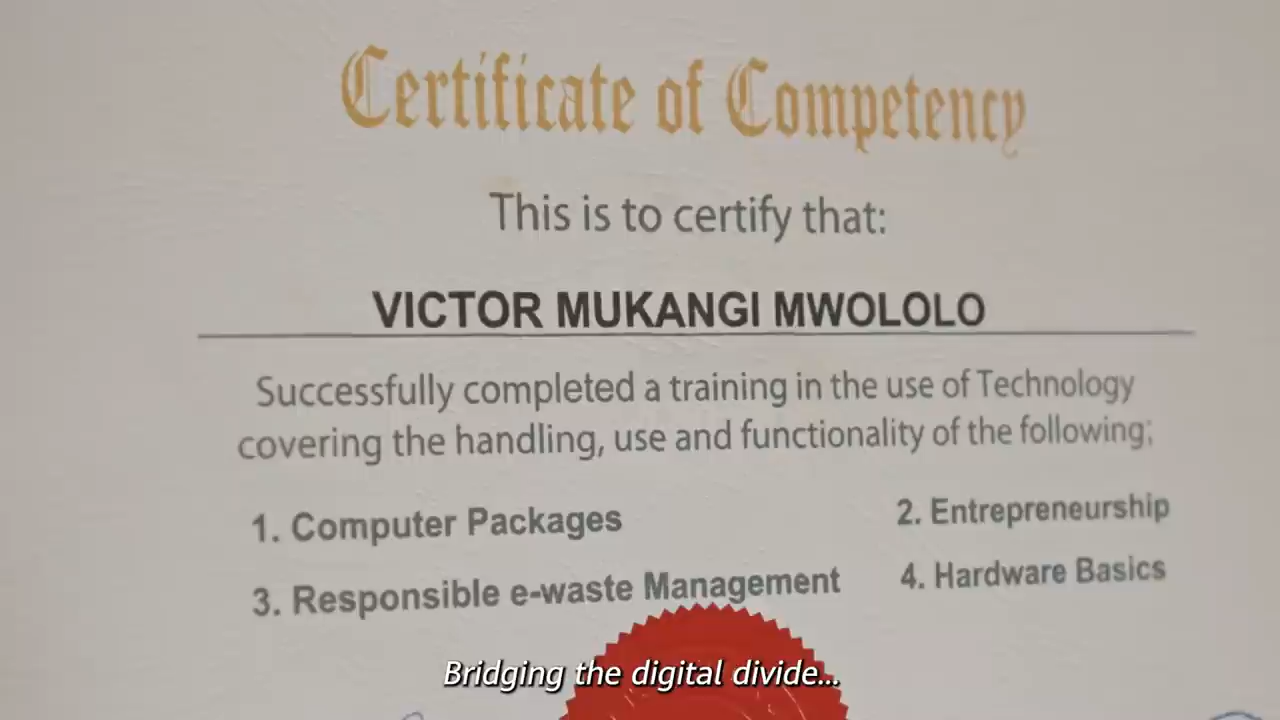 Certificate of Competency
This is to certify that:
VICTOR MUKANGI MWOLOLO
Successfully completed a training in the use of Technology
covering the handling, use and functionality of the following;
1. Computer Packages
2. Entrepreneurship
3. Responsible e-waste Management
4. Hardware Basics
Bridging the digital divide...